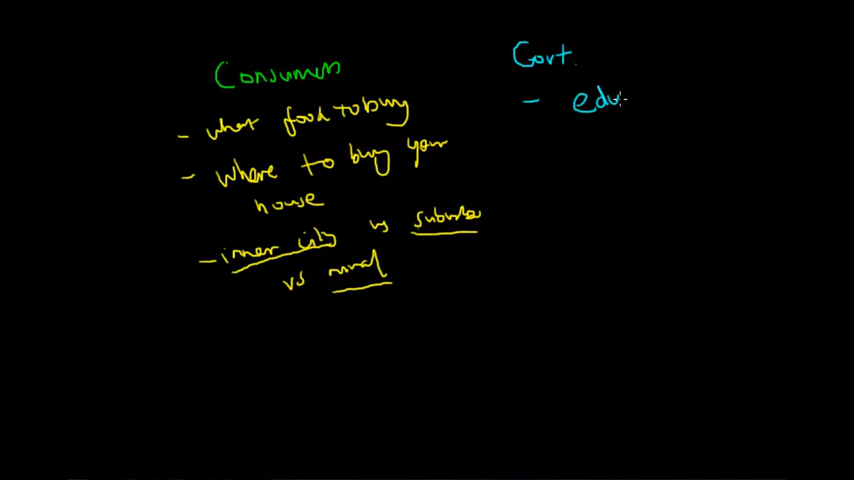 Consumers
- what food to buy
- where to buy your
house
- inner city vs suburbs
vs rural
Govt.
- edu